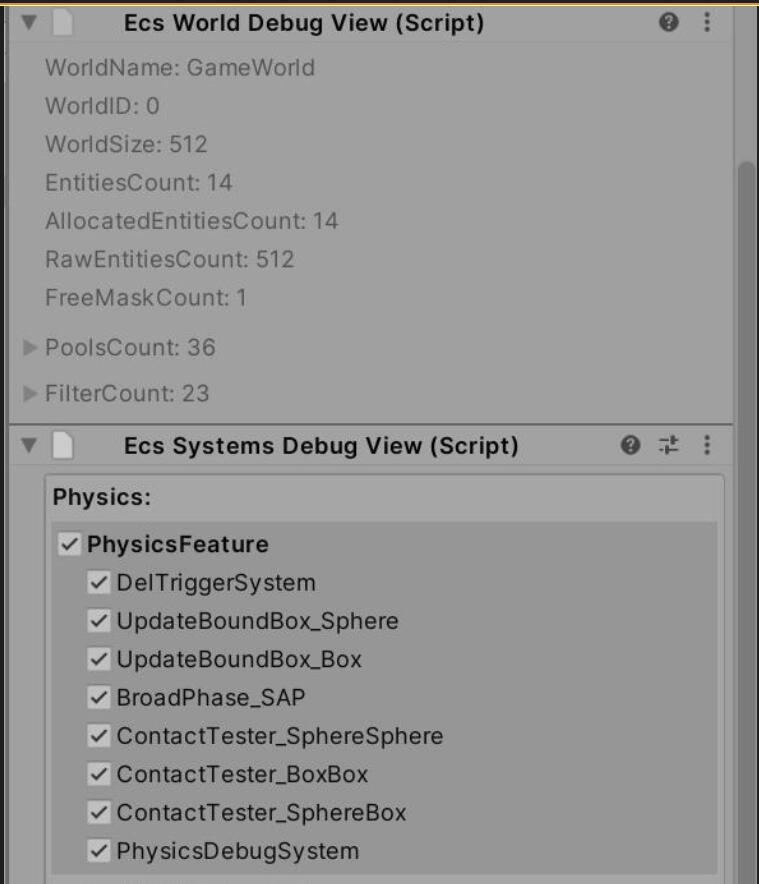 Ecs World Debug View (Script)
WorldName: GameWorld
WorldID: 0
WorldSize: 512
EntitiesCount: 14
AllocatedEntitiesCount: 14
RawEntitiesCount: 512
FreeMaskCount: 1
PoolsCount: 36
FilterCount: 23
Ecs Systems Debug View (Script)
Physics:
PhysicsFeature
DelTriggerSystem
UpdateBoundBox_Sphere
UpdateBoundBox_Box
BroadPhase_SAP
ContactTester_SphereSphere
ContactTester_BoxBox
ContactTester_SphereBox
PhysicsDebugSystem